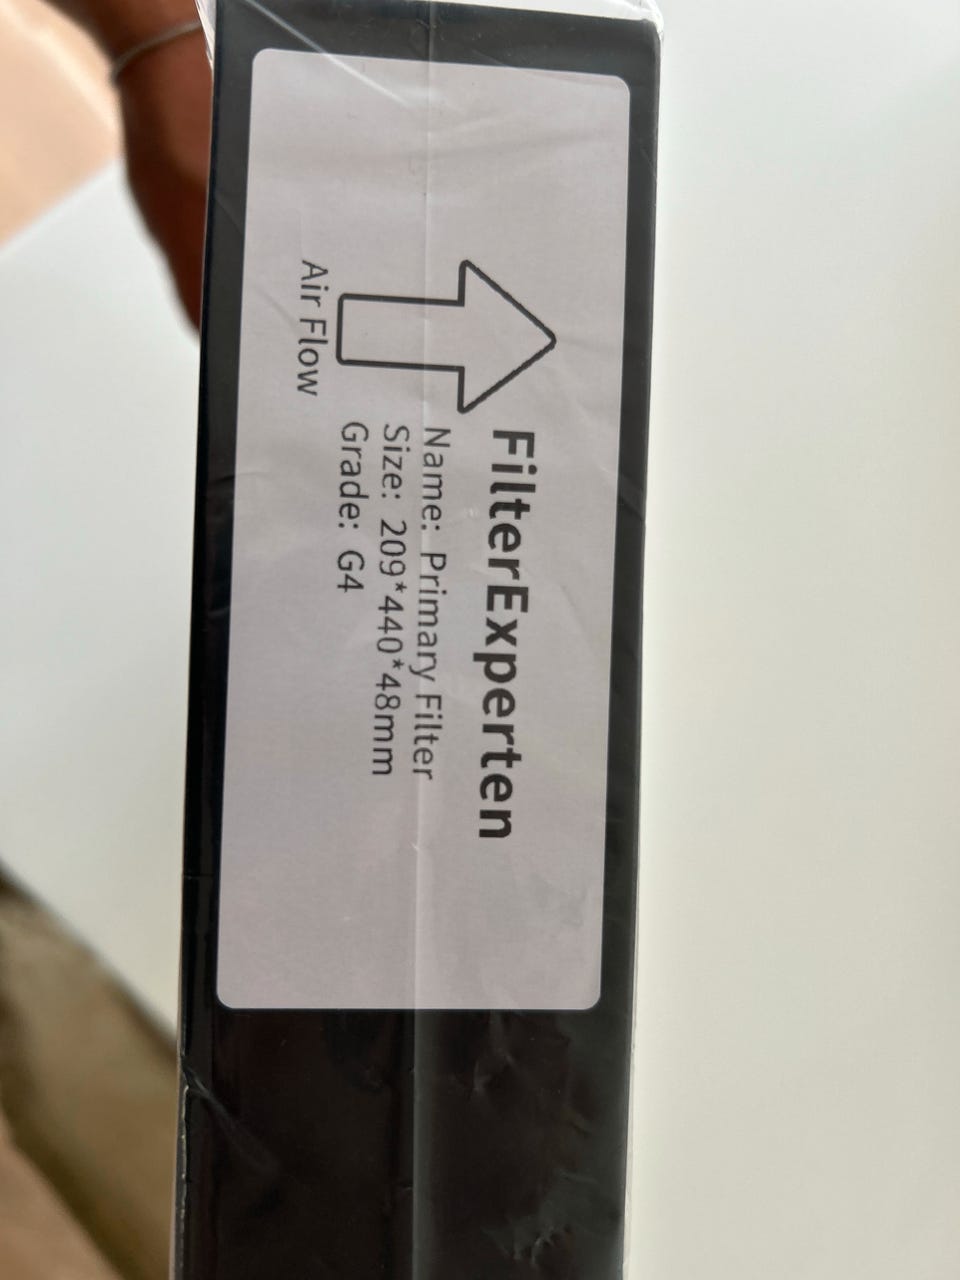 FilterExperten
Name: Primary Filter
Size: 209*440*48mm
Grade: G4
Air Flow